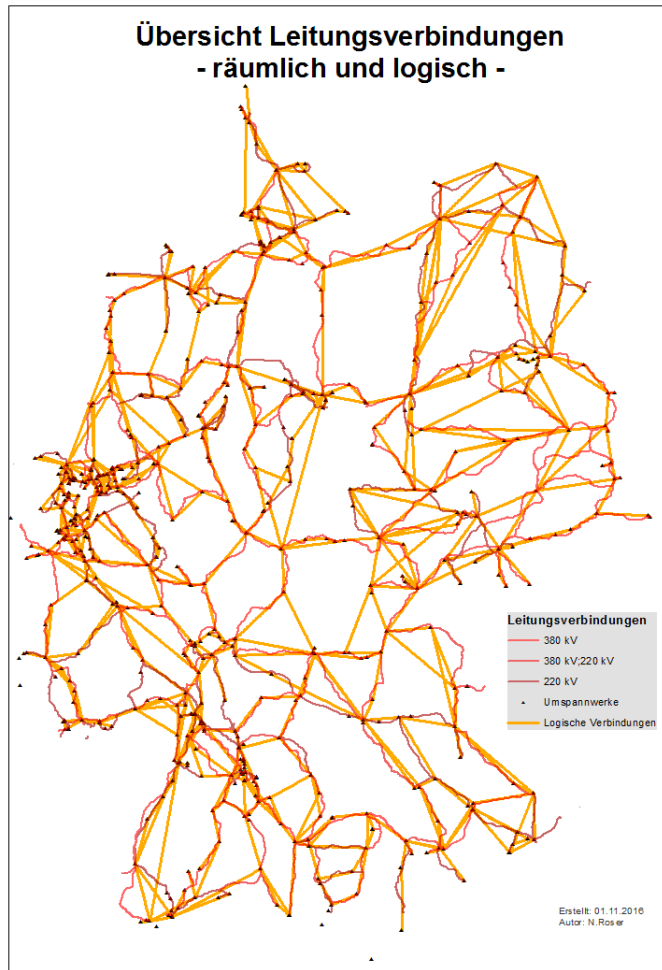 Übersicht Leitungsverbindungen
- räumlich und logisch -
Leitungsverbindungen
380 kV
380 kV;220 kV
220 kV
Umspannwerke
Logische Verbindungen
Erstellt: 01.11.2016
Autor: N.Roser